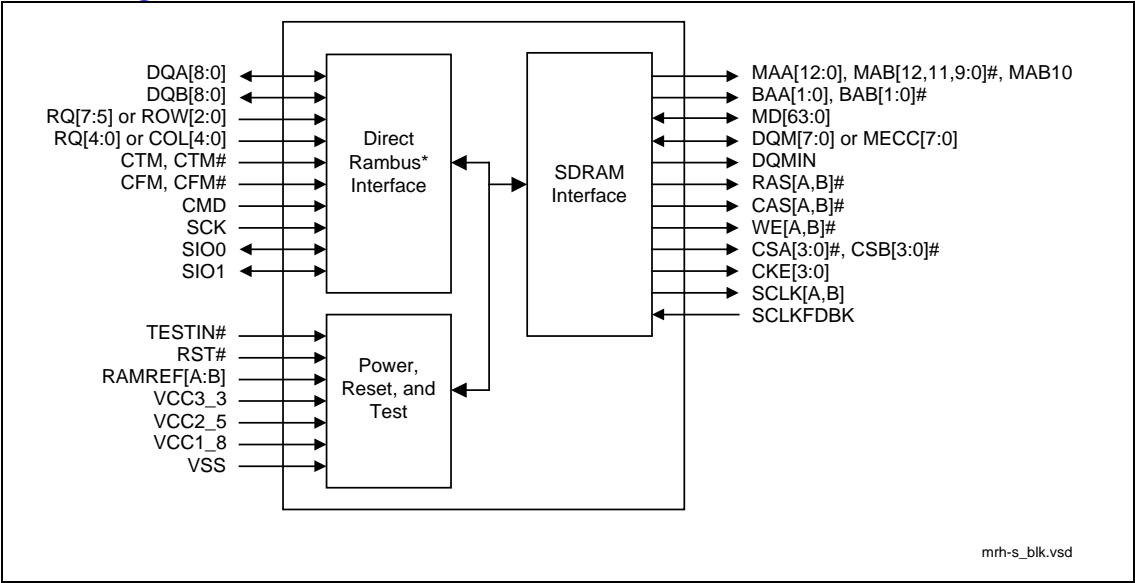 DQA[8:0]
DQB[8:0]
RQ[7:5] or ROW[2:0]
RQ[4:0] or COL[4:0]
CTM, CTM#
CFM, CFM#
CMD
SCK
SIO0
SIO1
Direct
Rambus*
Interface
SDRAM
Interface
MAA[12:0], MAB[12,11,9:0]#, MAB10
BAA[1:0], BAB[1:0]#
MD[63:0]
DQM[7:0] or MECC[7:0]
DQMIN
RAS[A,B]#
CAS[A,B]#
WE[A,B]#
CSA[3:0]#, CSB[3:0]#
CKE[3:0]
SCLK[A,B]
SCLKFDBK
TESTIN#
RST#
RAMREF[A:B]
VCC3_3
VCC2_5
VCC1_8
VSS
Power,
Reset, and
Test
mrh-s_blk.vsd